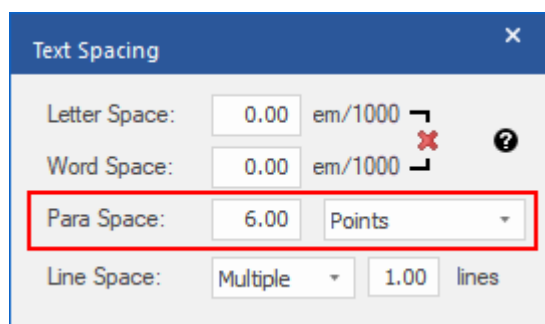 Text Spacing
Letter Space: 0.00 em/1000
Word Space: 0.00 em/1000
Para Space: 6.00 Points
Line Space: Multiple 1.00 lines